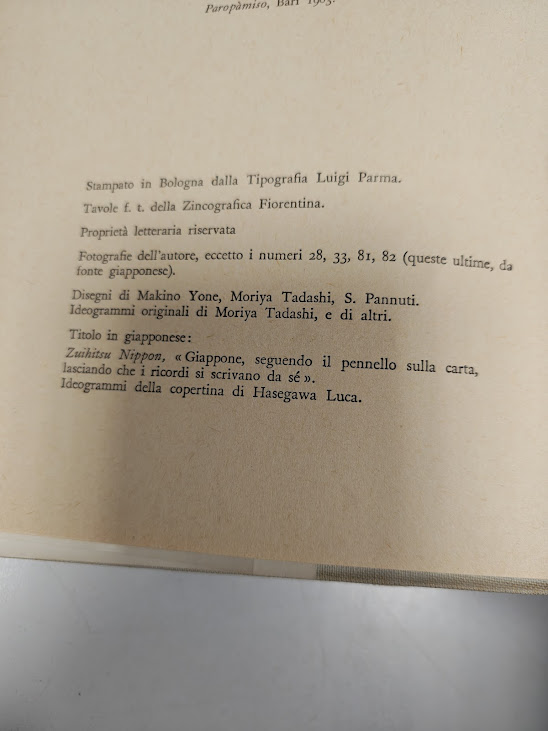 Paropàmiso, Bari 1963.
Stampato in Bologna dalla Tipografia Luigi Parma.
Tavole f. t. della Zincografica Fiorentina.
Proprietà letteraria riservata
Fotografie dell'autore, eccetto i numeri 28, 33, 81, 82 (queste ultime, da
fonte giapponese).
Disegni di Makino Yone, Moriya Tadashi, S. Pannuti.
Ideogrammi originali di Moriya Tadashi, e di altri.
Titolo in giapponese:
Zuihitsu Nippon, « Giappone, seguendo il pennello sulla carta,
lasciando che i ricordi si scrivano da sé ».
Ideogrammi della copertina di Hasegawa Luca.